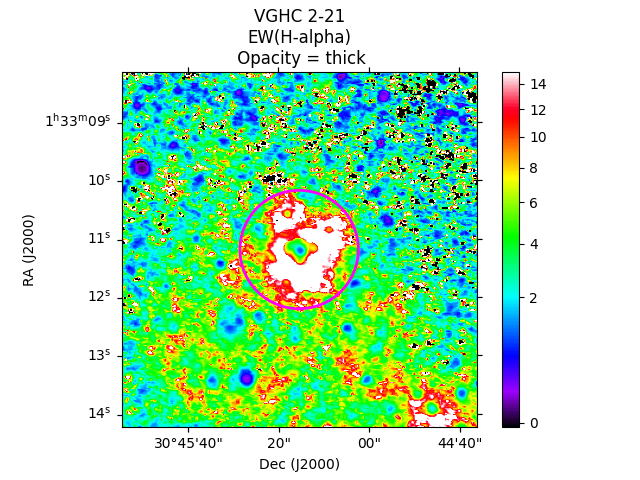 VGHC 2-21
EW(H-alpha)
Opacity = thick
1ʰ33ᵐ09ˢ
10ˢ
11ˢ
12ˢ
13ˢ
14ˢ
RA (J2000)
30°45'40"
20"
00"
44'40"
Dec (J2000)
14
12
10
8
6
4
2
0